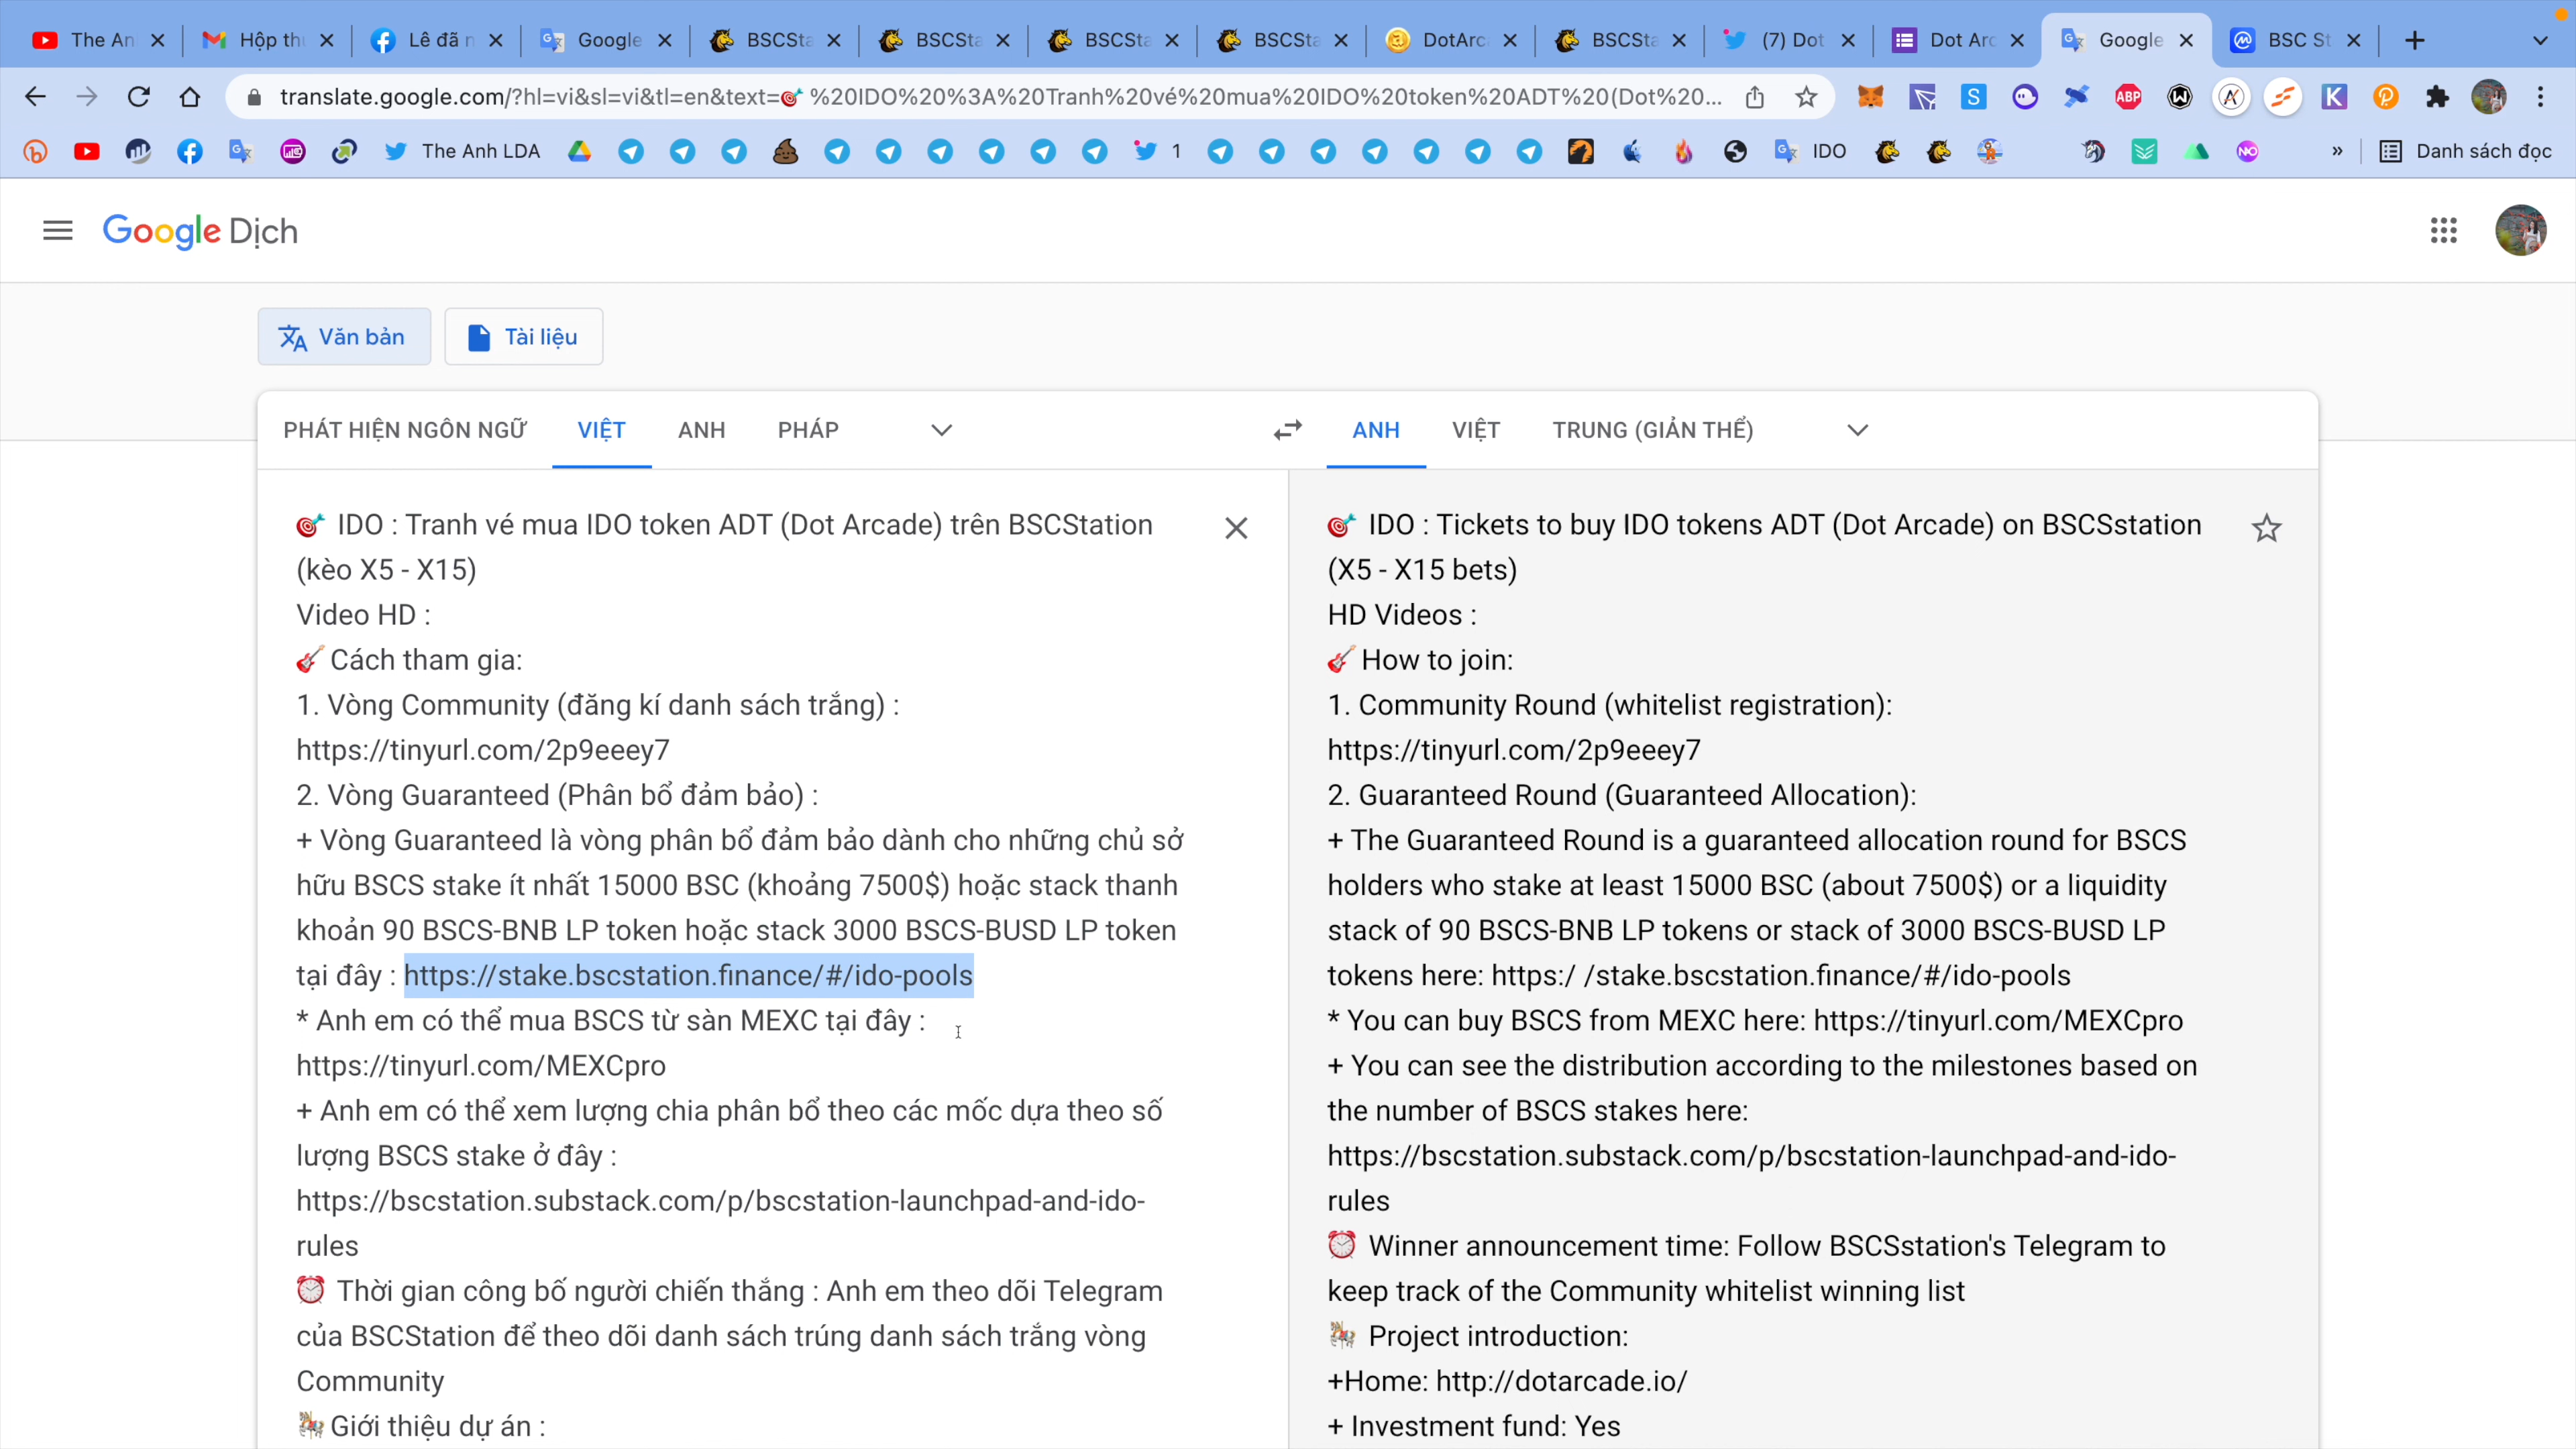 The An
Hộp th
Lê đã n
Google
BSCSta
BSCSta
BSCSta
BSCSta
DotArc
BSCSta
(7) Dot
Dot Arc
Google
BSC St
translate.google.com/?hl=vi&sl=vi&tl=en&text=🎯 %20IDO%20%3A%20Tranh%20vé%20mua%20IDO%20token%20ADT%20(Dot%20...
The Anh LDA
1
IDO
Danh sách đọc
Google Dịch
Văn bản
Tài liệu
PHÁT HIỆN NGÔN NGỮ
VIỆT
ANH
PHÁP
ANH
VIỆT
TRUNG (GIẢN THỂ)
🎯 IDO : Tranh vé mua IDO token ADT (Dot Arcade) trên BSCStation
(kèo X5 - X15)
Video HD :
🎸 Cách tham gia:
1. Vòng Community (đăng kí danh sách trắng) :
https://tinyurl.com/2p9eeey7
2. Vòng Guaranteed (Phân bổ đảm bảo) :
+ Vòng Guaranteed là vòng phân bổ đảm bảo dành cho những chủ sở
hữu BSCS stake ít nhất 15000 BSC (khoảng 7500$) hoặc stack thanh
khoản 90 BSCS-BNB LP token hoặc stack 3000 BSCS-BUSD LP token
tại đây : https://stake.bscstation.finance/#/ido-pools
* Anh em có thể mua BSCS từ sàn MEXC tại đây :
https://tinyurl.com/MEXCpro
+ Anh em có thể xem lượng chia phân bổ theo các mốc dựa theo số
lượng BSCS stake ở đây :
https://bscstation.substack.com/p/bscstation-launchpad-and-ido-
rules
⏰ Thời gian công bố người chiến thắng : Anh em theo dõi Telegram
của BSCStation để theo dõi danh sách trúng danh sách trắng vòng
Community
🎠 Giới thiệu dự án :
🎯 IDO : Tickets to buy IDO tokens ADT (Dot Arcade) on BSCSstation
(X5 - X15 bets)
HD Videos :
🎸 How to join:
1. Community Round (whitelist registration):
https://tinyurl.com/2p9eeey7
2. Guaranteed Round (Guaranteed Allocation):
+ The Guaranteed Round is a guaranteed allocation round for BSCS
holders who stake at least 15000 BSC (about 7500$) or a liquidity
stack of 90 BSCS-BNB LP tokens or stack of 3000 BSCS-BUSD LP
tokens here: https:/ /stake.bscstation.finance/#/ido-pools
* You can buy BSCS from MEXC here: https://tinyurl.com/MEXCpro
+ You can see the distribution according to the milestones based on
the number of BSCS stakes here:
https://bscstation.substack.com/p/bscstation-launchpad-and-ido-
rules
⏰ Winner announcement time: Follow BSCSstation's Telegram to
keep track of the Community whitelist winning list
🎠 Project introduction:
+Home: http://dotarcade.io/
+ Investment fund: Yes